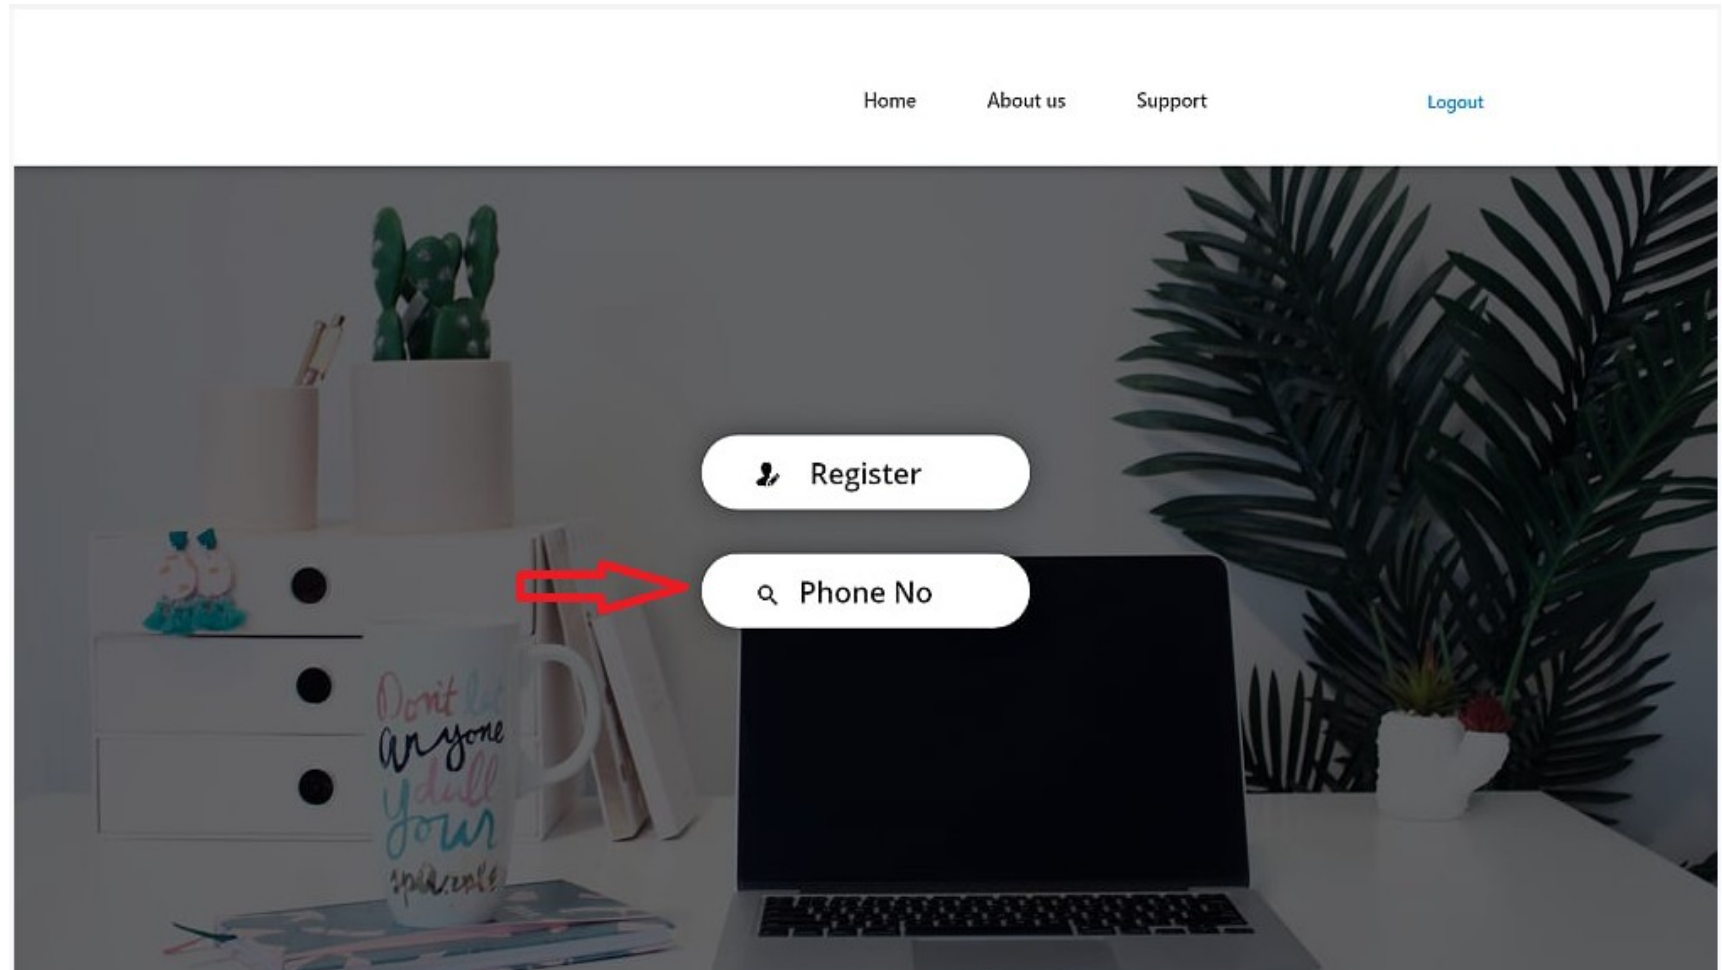 Home About us Support Logout
Register
Phone No
Don't let
anyone
dull
your
sparkle